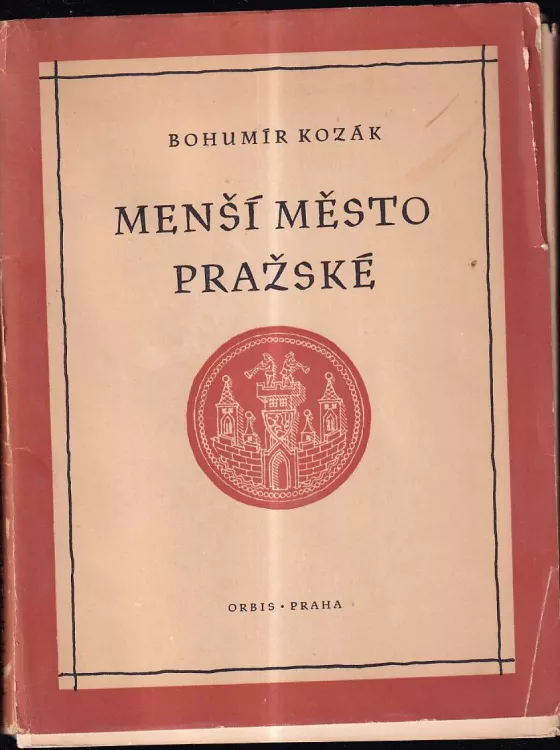 BOHUMÍR KOZÁK
MENŠÍ MĚSTO
PRAŽSKÉ
ORBIS • PRAHA